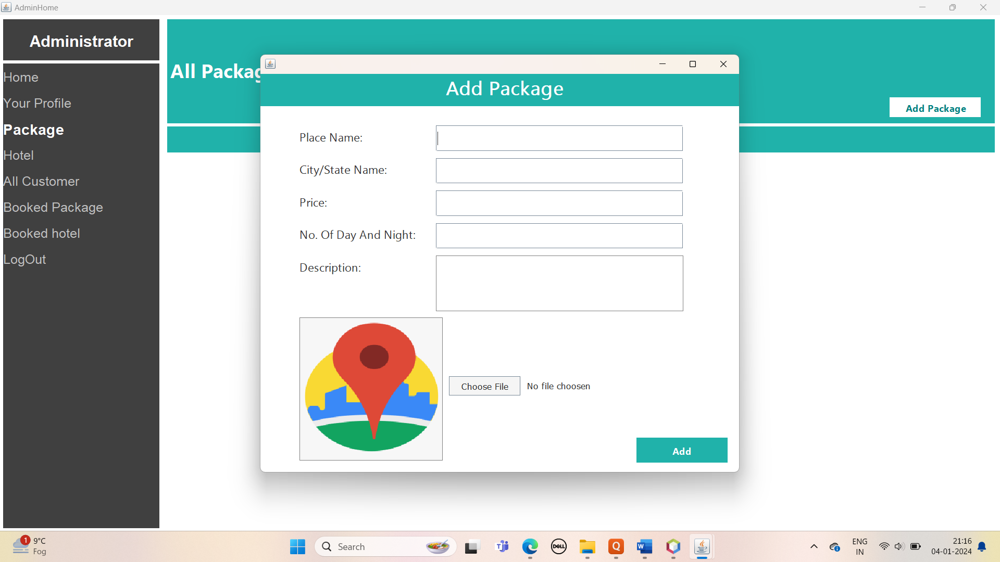 AdminHome
Administrator
Home
Your Profile
Package
Hotel
All Customer
Booked Package
Booked hotel
LogOut
All Packag
Add Package
Add Package
Place Name:
City/State Name:
Price:
No. Of Day And Night:
Description:
Choose File No file choosen
Add
1
9°C
Fog
Search
DELL
Q
W
ENG
IN
21:16
04-01-2024